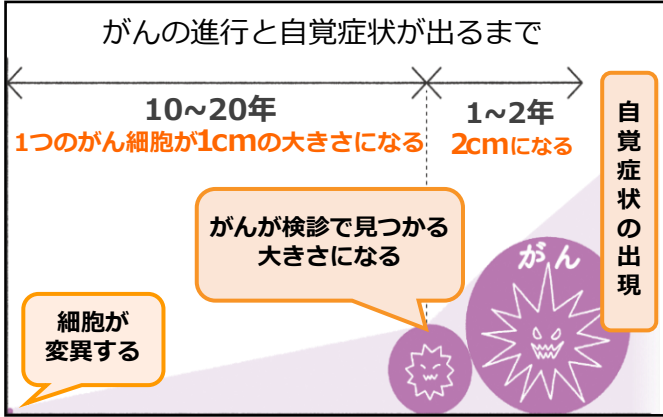 がんの進行と自覚症状が出るまで
10~20年
1つのがん細胞が1cmの大きさになる
1~2年
2cmになる
自覚症状の出現
がんが検診で見つかる
大きさになる
がん
細胞が
変異する